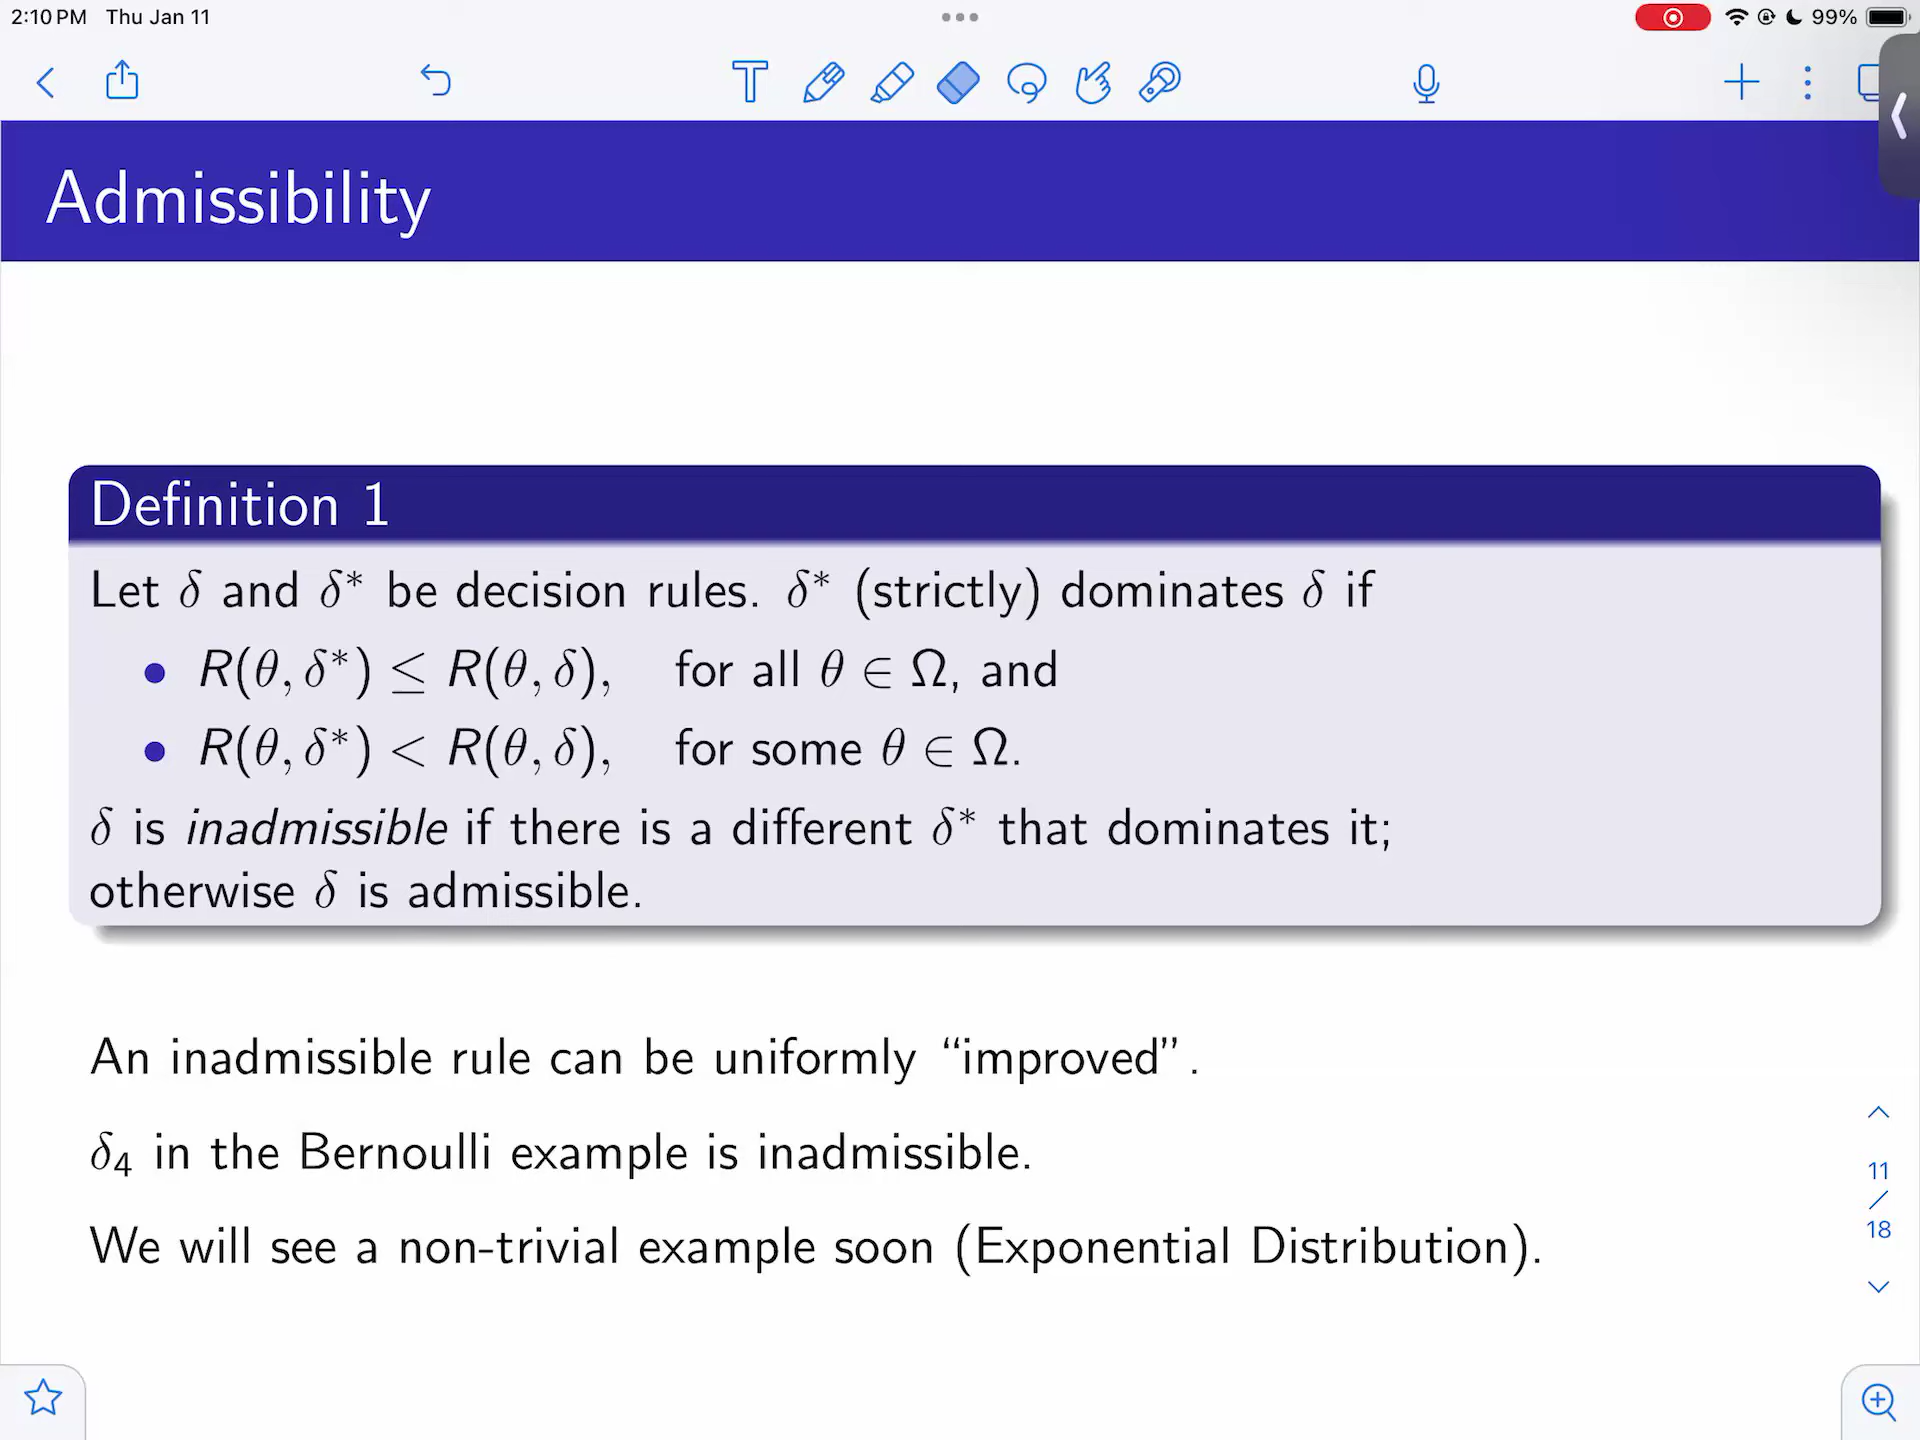 2:10 PM Thu Jan 11
99%
T
Admissibility
Definition 1
Let δ and δ* be decision rules. δ* (strictly) dominates δ if
• R(θ, δ*) ≤ R(θ, δ), for all θ ∈ Ω, and
• R(θ, δ*) < R(θ, δ), for some θ ∈ Ω.
δ is inadmissible if there is a different δ* that dominates it;
otherwise δ is admissible.
An inadmissible rule can be uniformly “improved”.
δ₄ in the Bernoulli example is inadmissible.
We will see a non-trivial example soon (Exponential Distribution).
11
/
18